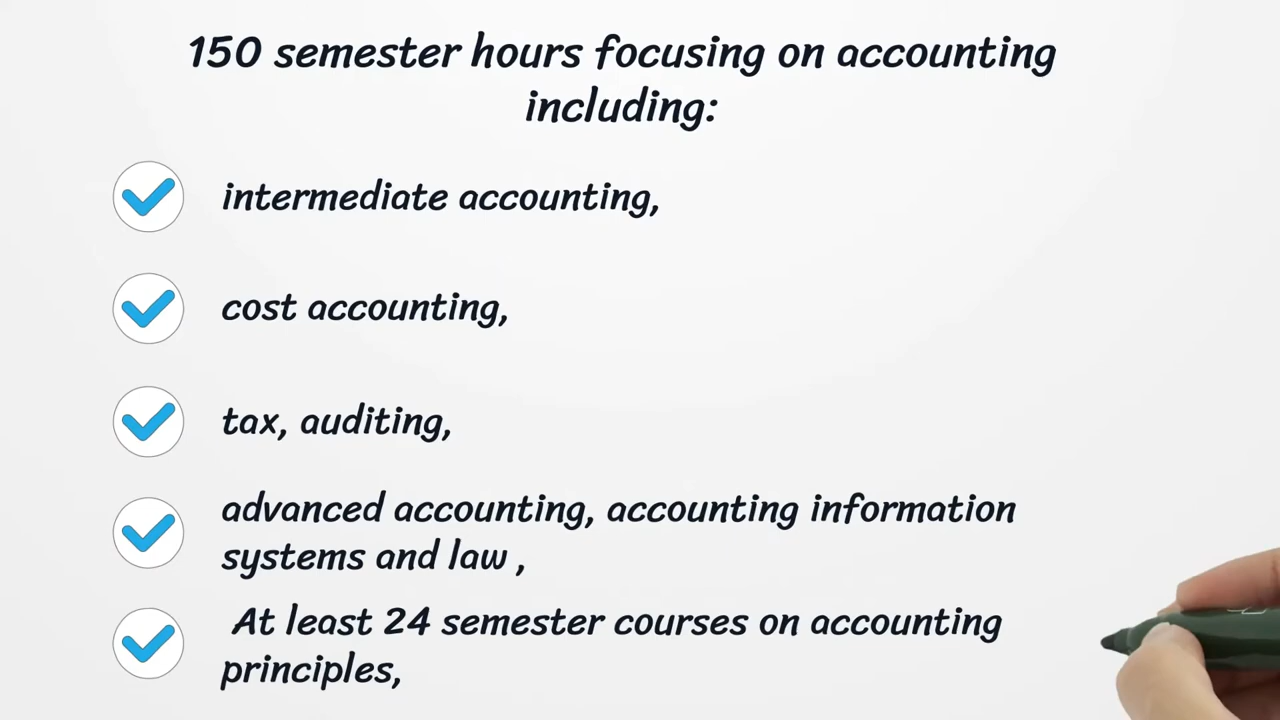 150 semester hours focusing on accounting
including:
intermediate accounting,
cost accounting,
tax, auditing,
advanced accounting, accounting information
systems and law ,
At least 24 semester courses on accounting
principles,